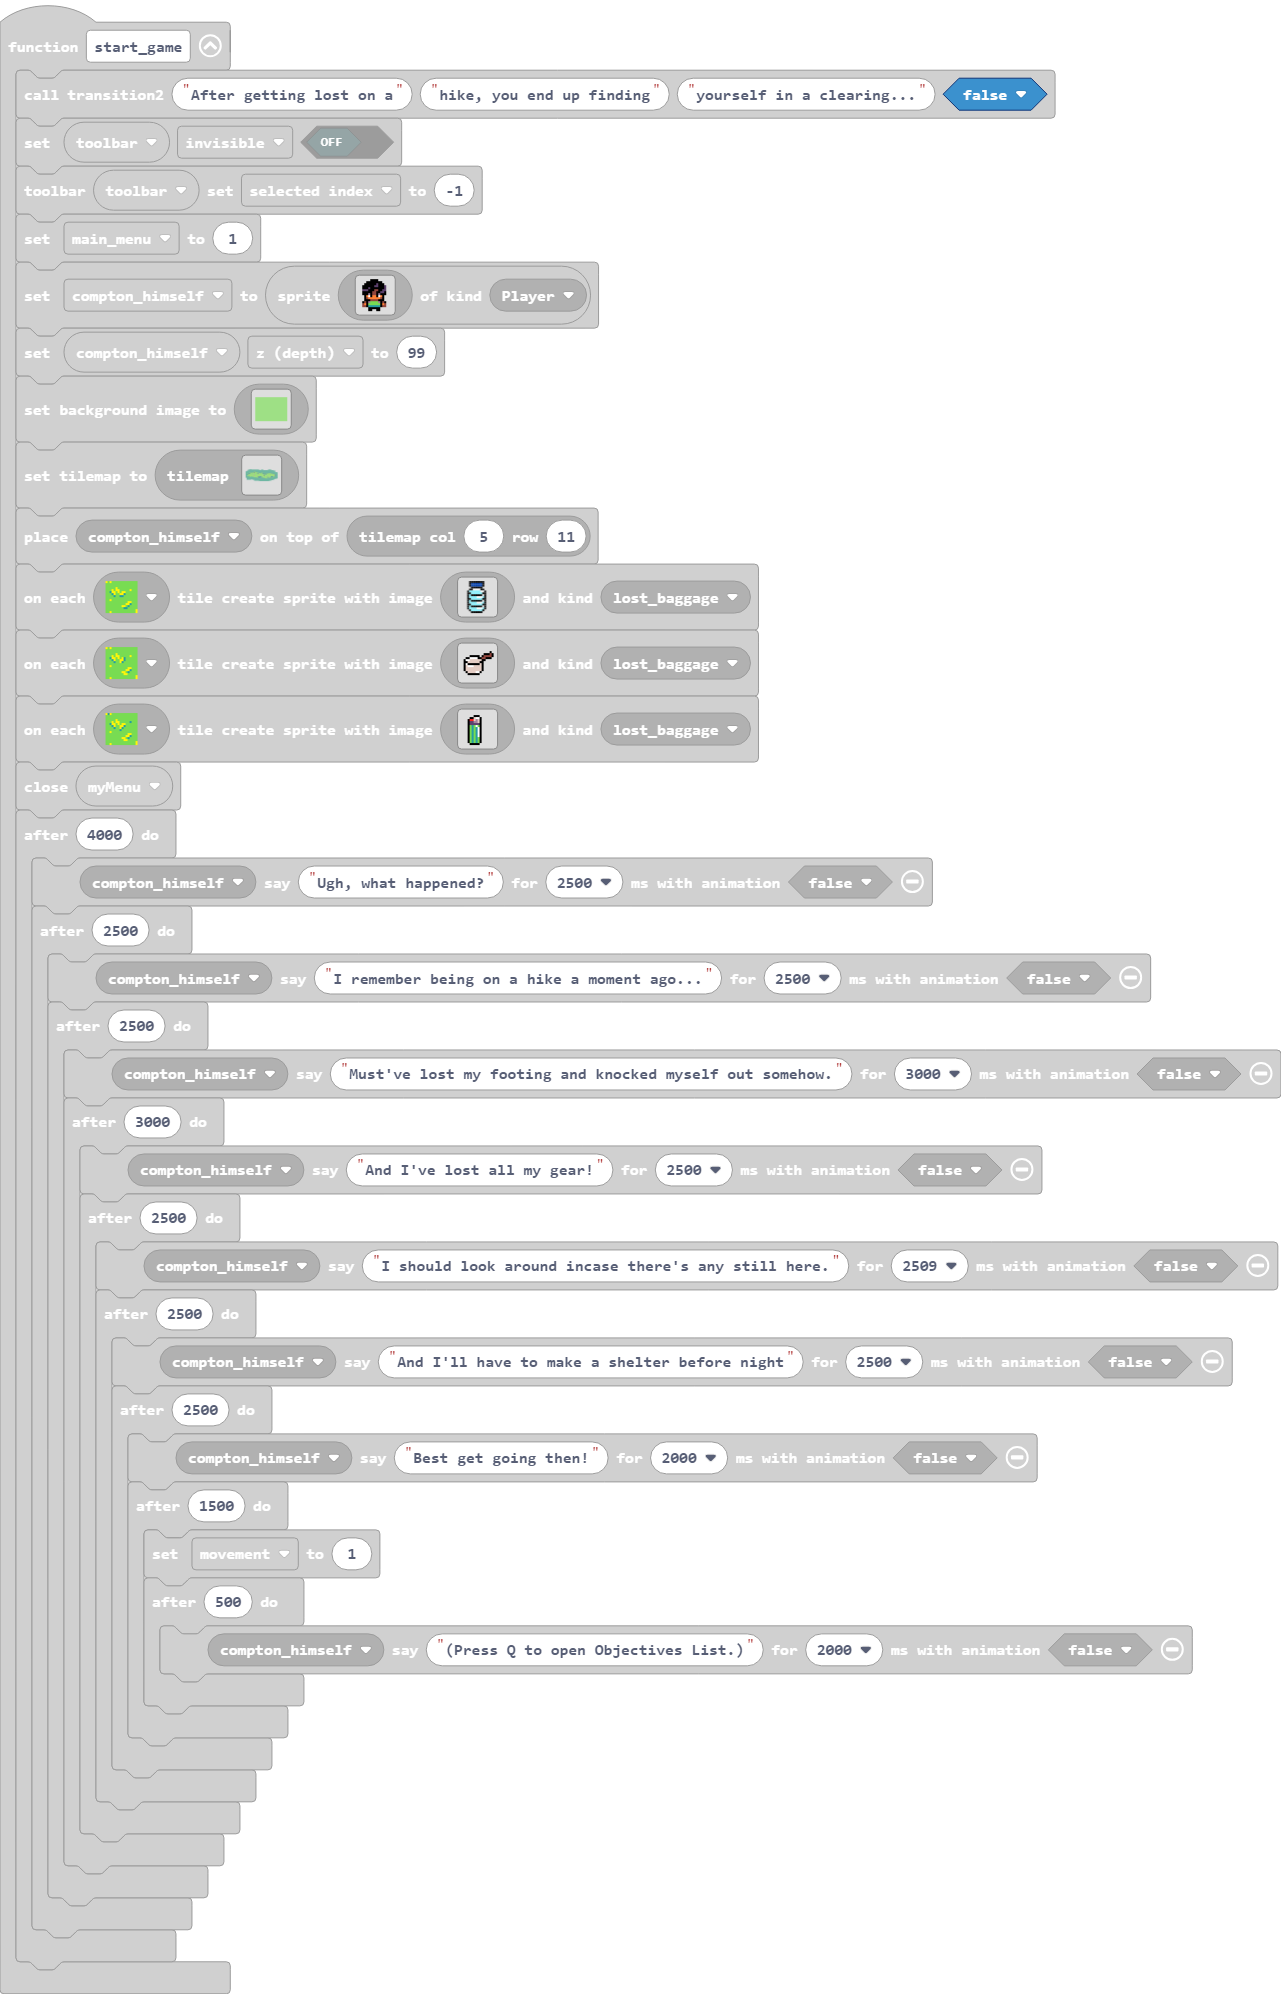 function start_game
call transition2 "After getting lost on a" "hike, you end up finding" "yourself in a clearing..." false
set toolbar invisible OFF
toolbar toolbar set selected index to -1
set main_menu to 1
set compton_himself to sprite of kind Player
set compton_himself z (depth) to 99
set background image to
set tilemap to tilemap
place compton_himself on top of tilemap col 5 row 11
on each tile create sprite with image and kind lost_baggage
on each tile create sprite with image and kind lost_baggage
on each tile create sprite with image and kind lost_baggage
close myMenu
after 4000 do
compton_himself say "Ugh, what happened?" for 2500 ms with animation false
after 2500 do
compton_himself say "I remember being on a hike a moment ago..." for 2500 ms with animation false
after 2500 do
compton_himself say "Must've lost my footing and knocked myself out somehow." for 3000 ms with animation false
after 3000 do
compton_himself say "And I've lost all my gear!" for 2500 ms with animation false
after 2500 do
compton_himself say "I should look around incase there's any still here." for 2509 ms with animation false
after 2500 do
compton_himself say "And I'll have to make a shelter before night" for 2500 ms with animation false
after 2500 do
compton_himself say "Best get going then!" for 2000 ms with animation false
after 1500 do
set movement to 1
after 500 do
compton_himself say "(Press Q to open Objectives List.)" for 2000 ms with animation false